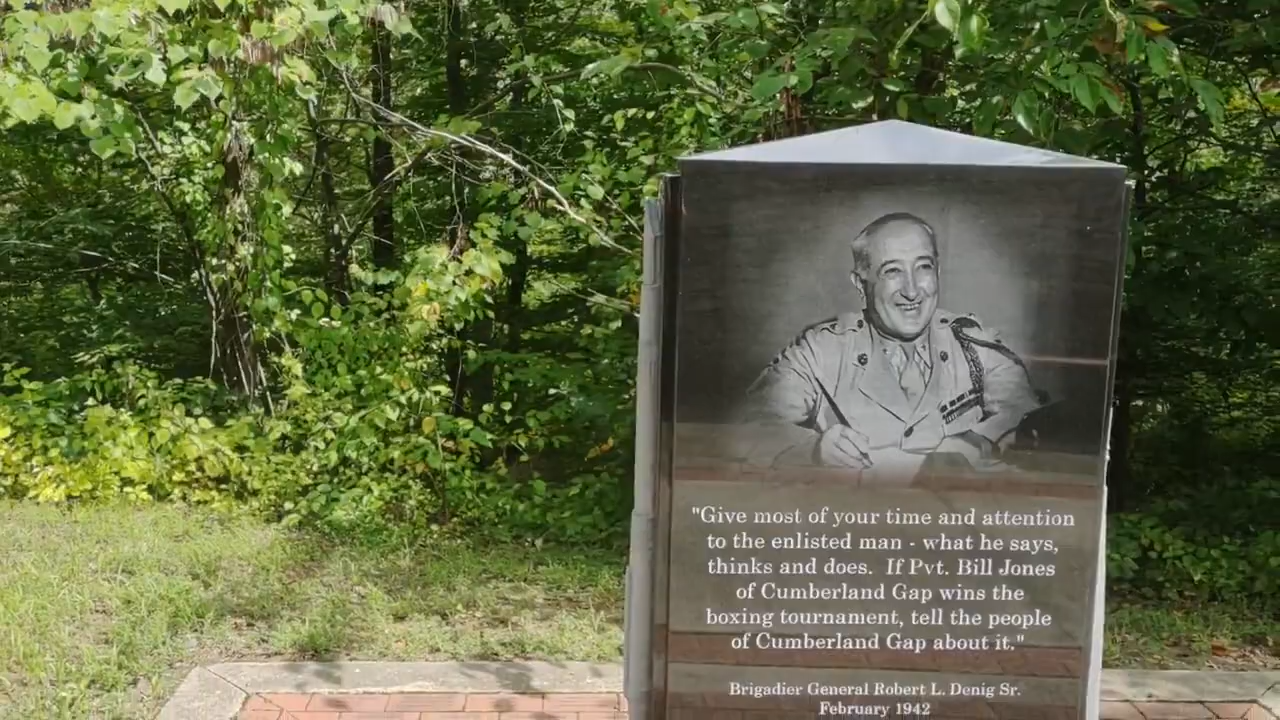 "Give most of your time and attention
to the enlisted man - what he says,
thinks and does. If Pvt. Bill Jones
of Cumberland Gap wins the
boxing tournament, tell the people
of Cumberland Gap about it."
Brigadier General Robert L. Denig Sr.
February 1942